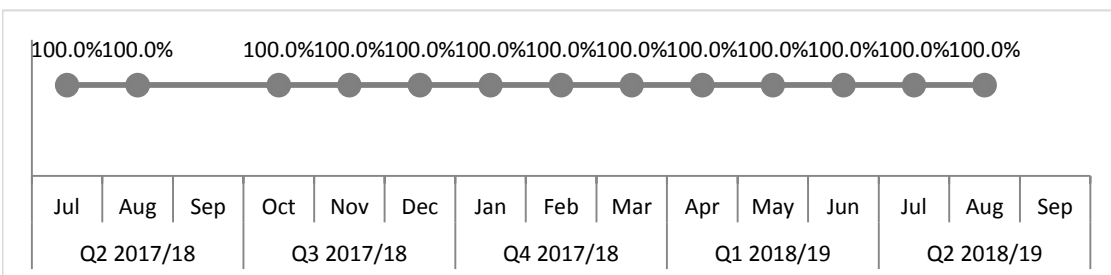 100.0% 100.0% 100.0% 100.0% 100.0% 100.0% 100.0% 100.0% 100.0% 100.0% 100.0% 100.0% 100.0%
Jul Aug Sep Oct Nov Dec Jan Feb Mar Apr May Jun Jul Aug Sep
Q2 2017/18 Q3 2017/18 Q4 2017/18 Q1 2018/19 Q2 2018/19